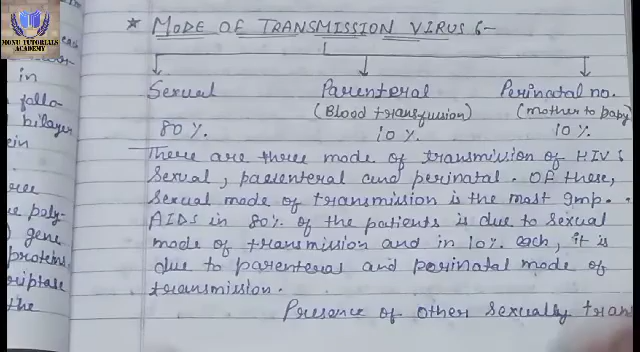 MONU TUTORIALS
ACADEMY
* MODE OF TRANSMISSION VIRUS :-
Sexual Parenteral Perinatal no.
(Blood transfusion) (mother to baby)
80%. 10%. 10%.
There are three mode of transmission of HIV :
Sexual, parenteral and perinatal. Of these,
sexual mode of transmission is the most Imp..
AIDS in 80% of the patients is due to sexual
mode of transmission and in 10% each, it is
due to parenteral and perinatal mode of
transmission.
Presence of other sexually tran
in
follo
bilayer
ein
ree
e poly-
) gene
proteins.
riptase
the